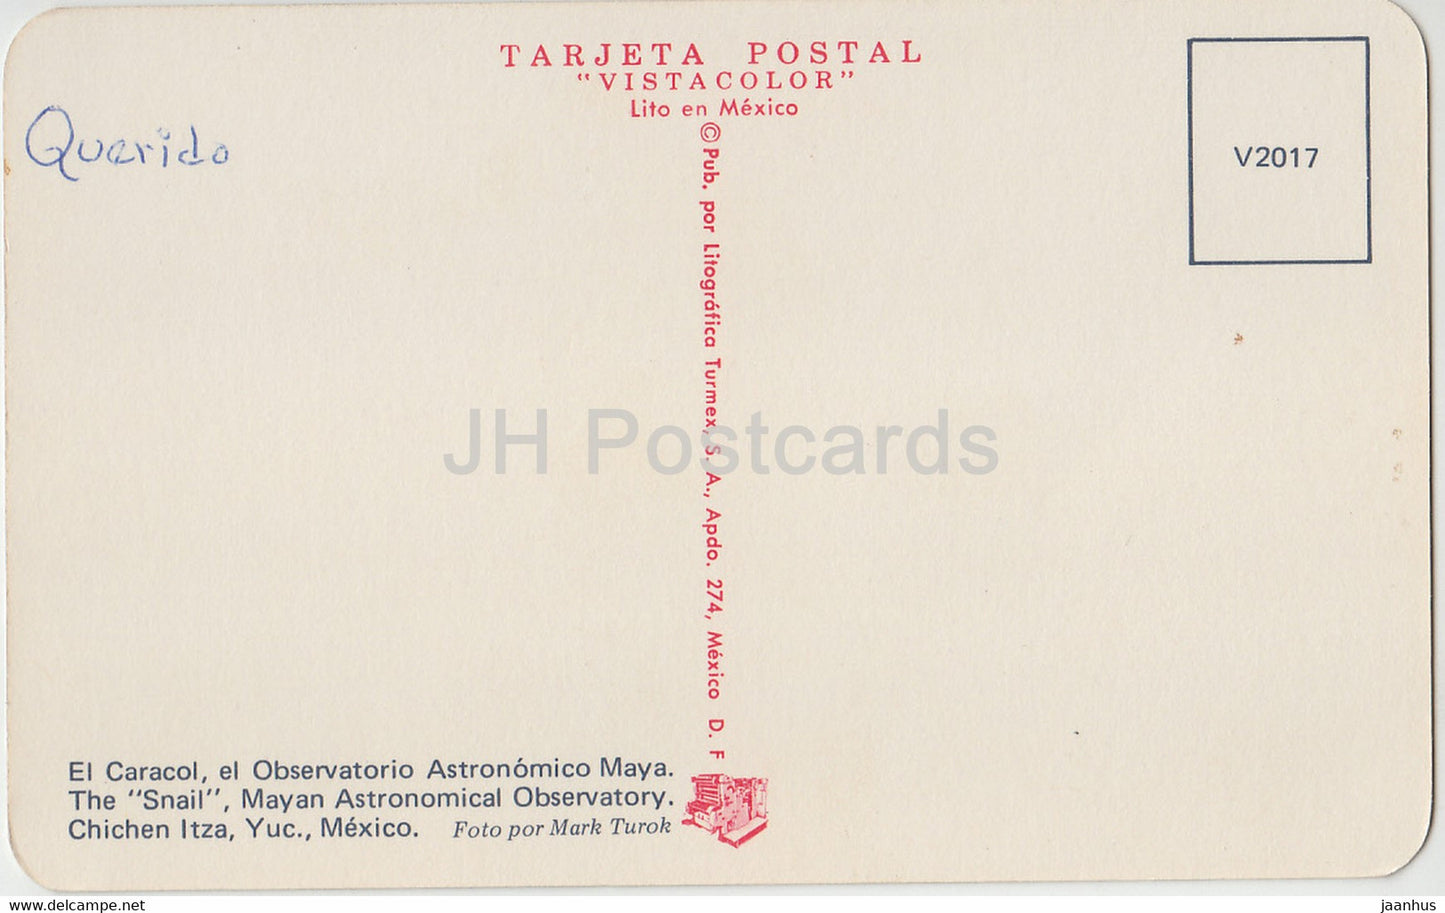 TARJETA POSTAL
"VISTACOLOR"
Lito en México
© Pub. por Litográfica Turmex, S. A., Apdo. 274, México D. F
V2017
Querido
JH Postcards
El Caracol, el Observatorio Astronómico Maya.
The "Snail", Mayan Astronomical Observatory.
Chichen Itza, Yuc., México. Foto por Mark Turok
www.delcampe.net
jaanhus